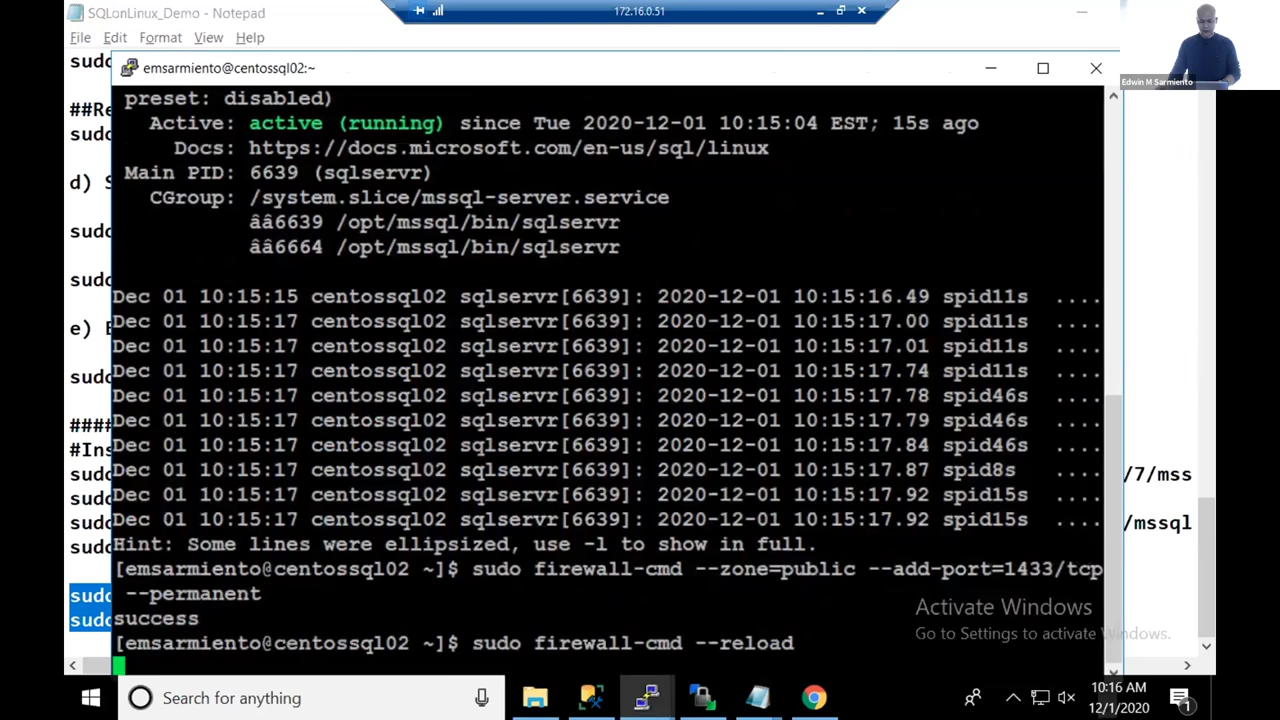 SQLonLinux_Demo - Notepad
172.16.0.51
File Edit Format View Help
Edwin M Sarmiento
sudo
emsarmiento@centossql02:~
##Re
preset: disabled)
sudo
Active: active (running) since Tue 2020-12-01 10:15:04 EST; 15s ago
Docs: https://docs.microsoft.com/en-us/sql/linux
Main PID: 6639 (sqlservr)
d) S
CGroup: /system.slice/mssql-server.service
ââ6639 /opt/mssql/bin/sqlservr
sudo
ââ6664 /opt/mssql/bin/sqlservr
sudo
Dec 01 10:15:15 centossql02 sqlservr[6639]: 2020-12-01 10:15:16.49 spid11s ....
Dec 01 10:15:17 centossql02 sqlservr[6639]: 2020-12-01 10:15:17.00 spid11s ....
e) E
Dec 01 10:15:17 centossql02 sqlservr[6639]: 2020-12-01 10:15:17.01 spid11s ....
Dec 01 10:15:17 centossql02 sqlservr[6639]: 2020-12-01 10:15:17.74 spid11s ....
sudo
Dec 01 10:15:17 centossql02 sqlservr[6639]: 2020-12-01 10:15:17.78 spid46s ....
Dec 01 10:15:17 centossql02 sqlservr[6639]: 2020-12-01 10:15:17.79 spid46s ....
####
Dec 01 10:15:17 centossql02 sqlservr[6639]: 2020-12-01 10:15:17.84 spid46s ....
#Ins
Dec 01 10:15:17 centossql02 sqlservr[6639]: 2020-12-01 10:15:17.87 spid8s ....
sudo
/7/mss
Dec 01 10:15:17 centossql02 sqlservr[6639]: 2020-12-01 10:15:17.92 spid15s ....
sudo
Dec 01 10:15:17 centossql02 sqlservr[6639]: 2020-12-01 10:15:17.92 spid15s ....
sudo
/mssql
Hint: Some lines were ellipsized, use -l to show in full.
sudo
[emsarmiento@centossql02 ~]$ sudo firewall-cmd --zone=public --add-port=1433/tcp
--permanent
sudo
success
sudo
[emsarmiento@centossql02 ~]$ sudo firewall-cmd --reload
Activate Windows
Go to Settings to activate Windows.
Search for anything
10:16 AM
12/1/2020
1